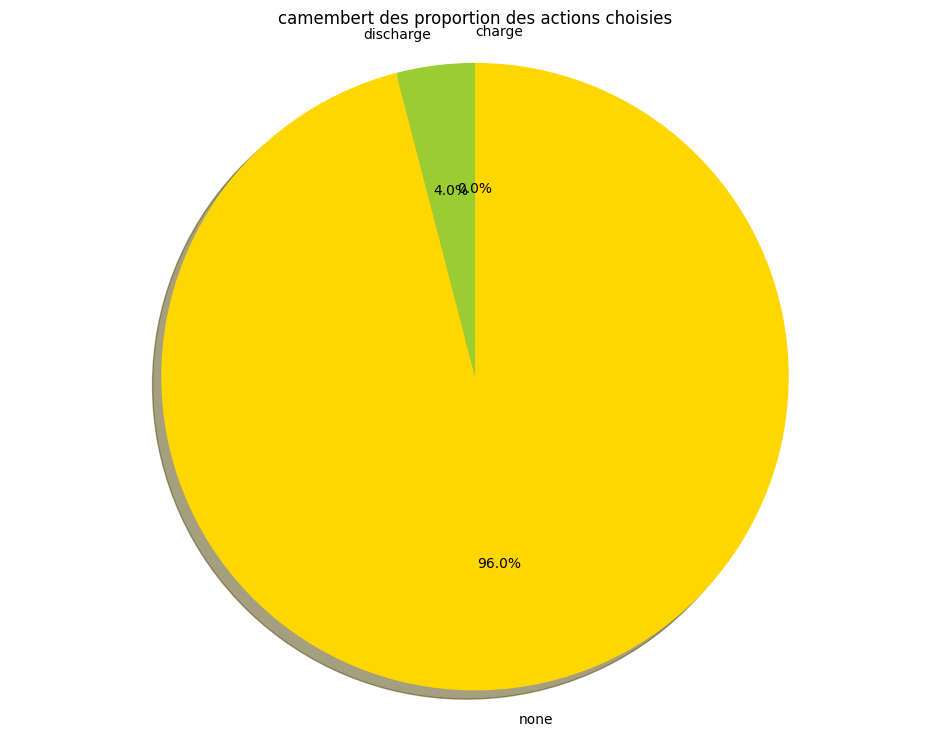 camembert des proportion des actions choisies
discharge
charge
4.0%
0.0%
96.0%
none